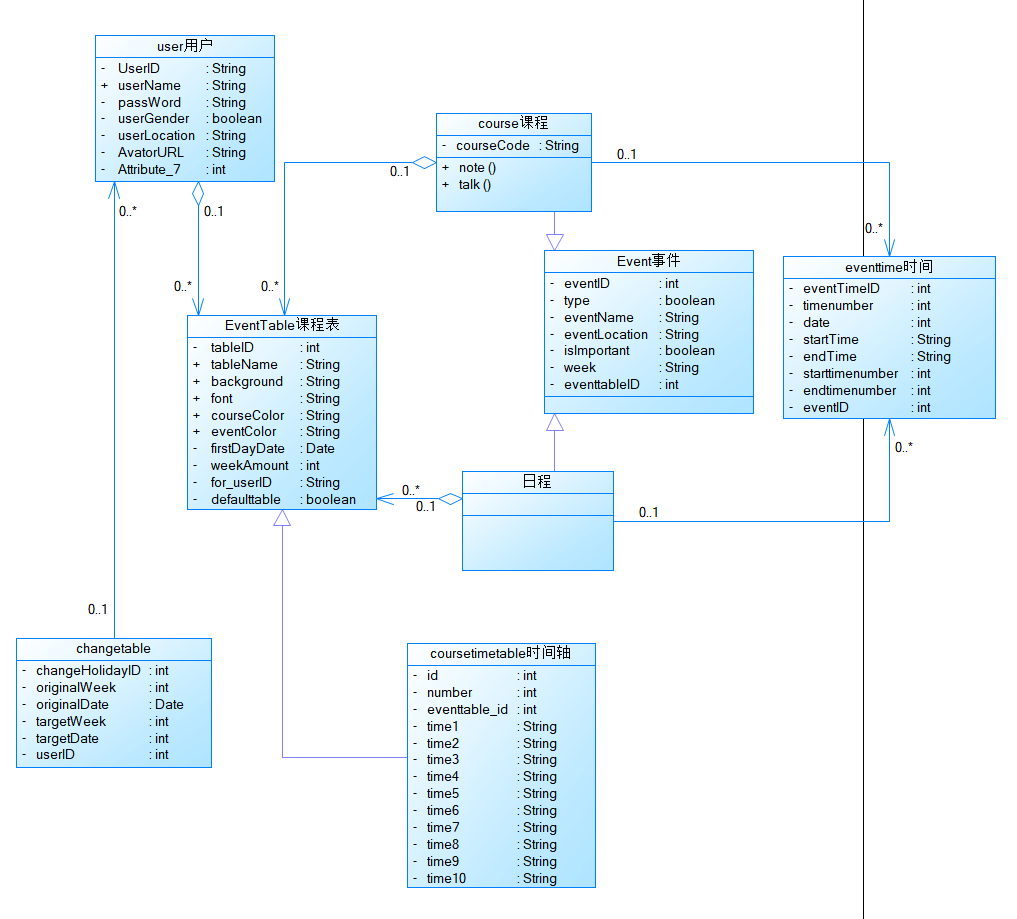 user用户
- UserID : String
+ userName : String
- passWord : String
- userGender : boolean
- userLocation : String
- AvatorURL : String
- Attribute_7 : int
0..*
0..1
0..*
course课程
- courseCode : String
+ note ()
+ talk ()
0..1
0..*
0..1
0..*
Event事件
- eventID : int
- type : boolean
- eventName : String
- eventLocation : String
- isImportant : boolean
- week : String
- eventtableID : int
eventtime时间
- eventTimeID : int
- timenumber : int
- date : int
- startTime : String
- endTime : String
- starttimenumber : int
- endtimenumber : int
- eventID : int
EventTable课程表
- tableID : int
+ tableName : String
+ background : String
+ font : String
+ courseColor : String
+ eventColor : String
- firstDayDate : Date
- weekAmount : int
- for_userID : String
- defaulttable : boolean
0..*
0..1
日程
0..1
0..*
0..1
changetable
- changeHolidayID : int
- originalWeek : int
- originalDate : Date
- targetWeek : int
- targetDate : int
- userID : int
coursetimetable时间轴
- id : int
- number : int
- eventtable_id : int
- time1 : String
- time2 : String
- time3 : String
- time4 : String
- time5 : String
- time6 : String
- time7 : String
- time8 : String
- time9 : String
- time10 : String